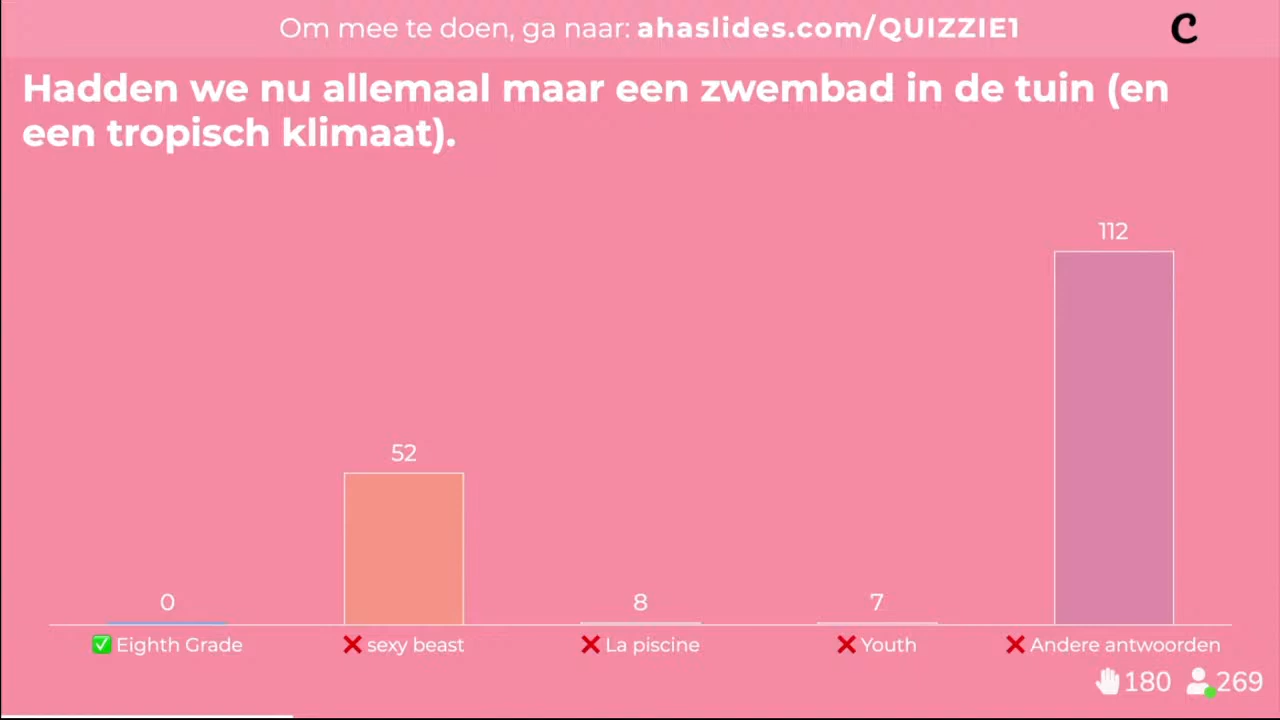 Om mee te doen, ga naar: ahaslides.com/QUIZZIE1
C
Hadden we nu allemaal maar een zwembad in de tuin (en
een tropisch klimaat).
112
52
0
8
7
Eighth Grade
sexy beast
La piscine
Youth
Andere antwoorden
180
269